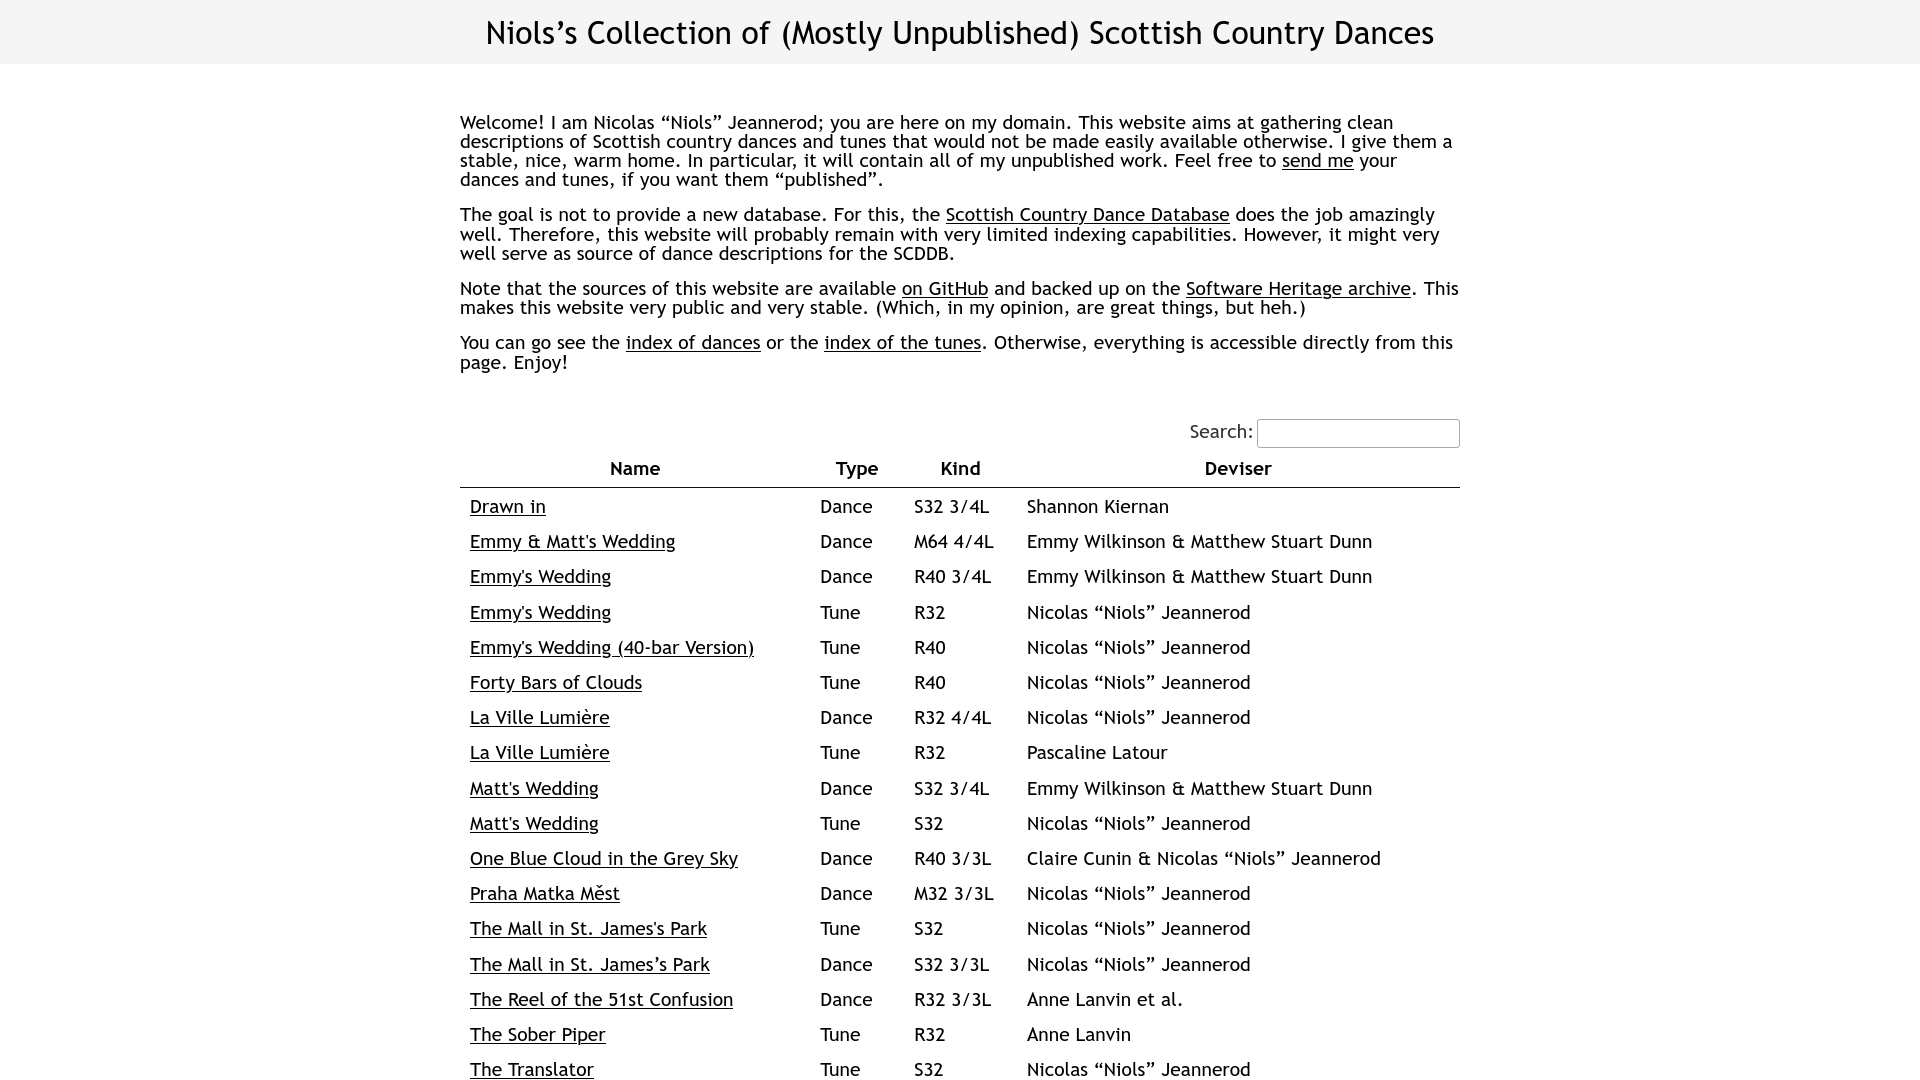 Niols’s Collection of (Mostly Unpublished) Scottish Country Dances
Welcome! I am Nicolas “Niols” Jeannerod; you are here on my domain. This website aims at gathering clean
descriptions of Scottish country dances and tunes that would not be made easily available otherwise. I give them a
stable, nice, warm home. In particular, it will contain all of my unpublished work. Feel free to send me your
dances and tunes, if you want them “published”.
The goal is not to provide a new database. For this, the Scottish Country Dance Database does the job amazingly
well. Therefore, this website will probably remain with very limited indexing capabilities. However, it might very
well serve as source of dance descriptions for the SCDDB.
Note that the sources of this website are available on GitHub and backed up on the Software Heritage archive. This
makes this website very public and very stable. (Which, in my opinion, are great things, but heh.)
You can go see the index of dances or the index of the tunes. Otherwise, everything is accessible directly from this
page. Enjoy!
Search:
Name Type Kind Deviser
Drawn in Dance S32 3/4L Shannon Kiernan
Emmy & Matt's Wedding Dance M64 4/4L Emmy Wilkinson & Matthew Stuart Dunn
Emmy's Wedding Dance R40 3/4L Emmy Wilkinson & Matthew Stuart Dunn
Emmy's Wedding Tune R32 Nicolas “Niols” Jeannerod
Emmy's Wedding (40-bar Version) Tune R40 Nicolas “Niols” Jeannerod
Forty Bars of Clouds Tune R40 Nicolas “Niols” Jeannerod
La Ville Lumière Dance R32 4/4L Nicolas “Niols” Jeannerod
La Ville Lumière Tune R32 Pascaline Latour
Matt's Wedding Dance S32 3/4L Emmy Wilkinson & Matthew Stuart Dunn
Matt's Wedding Tune S32 Nicolas “Niols” Jeannerod
One Blue Cloud in the Grey Sky Dance R40 3/3L Claire Cunin & Nicolas “Niols” Jeannerod
Praha Matka Měst Dance M32 3/3L Nicolas “Niols” Jeannerod
The Mall in St. James's Park Tune S32 Nicolas “Niols” Jeannerod
The Mall in St. James’s Park Dance S32 3/3L Nicolas “Niols” Jeannerod
The Reel of the 51st Confusion Dance R32 3/3L Anne Lanvin et al.
The Sober Piper Tune R32 Anne Lanvin
The Translator Tune S32 Nicolas “Niols” Jeannerod